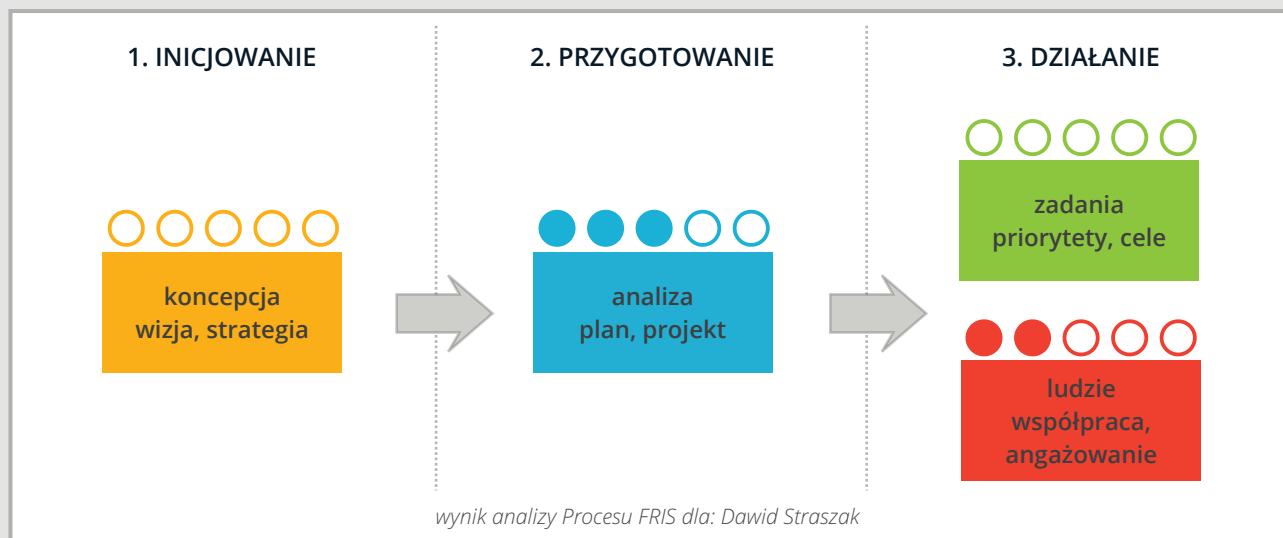 1. INICJOWANIE
2. PRZYGOTOWANIE
3. DZIAŁANIE
koncepcja
wizja, strategia
analiza
plan, projekt
zadania
priorytety, cele
ludzie
współpraca,
angażowanie
wynik analizy Procesu FRIS dla: Dawid Straszak